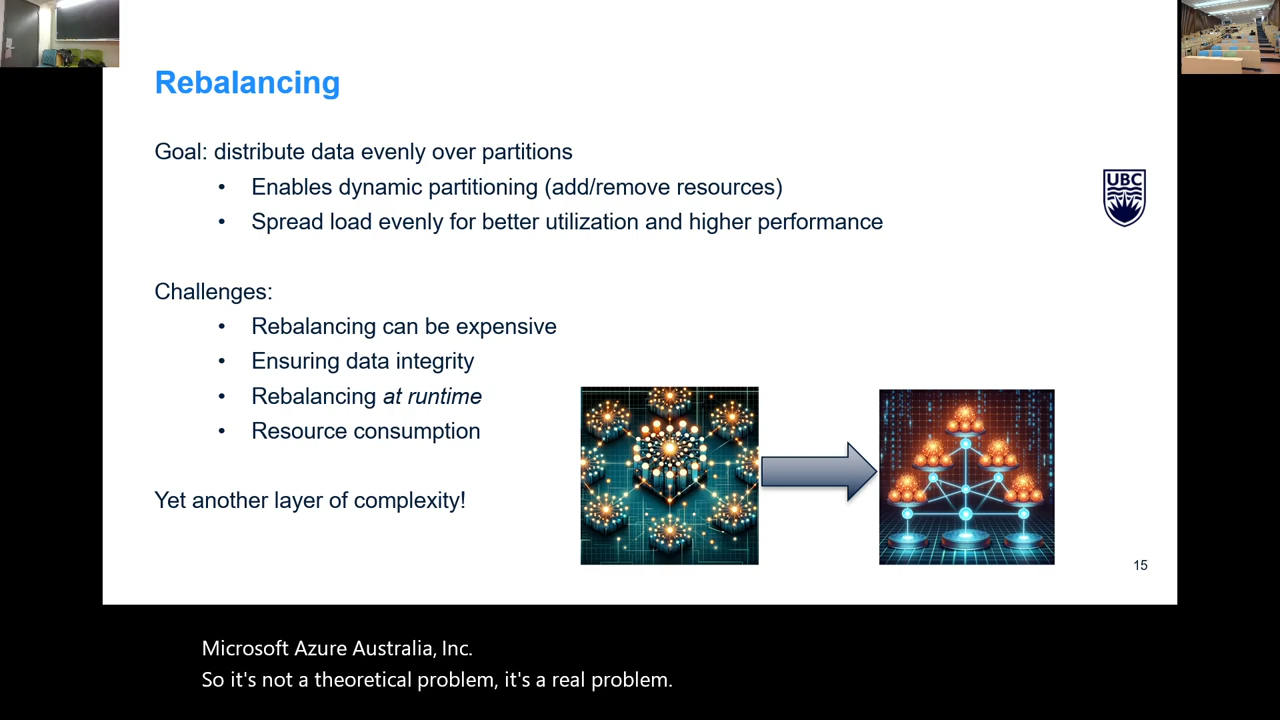 Rebalancing
Goal: distribute data evenly over partitions
• Enables dynamic partitioning (add/remove resources)
• Spread load evenly for better utilization and higher performance
UBC
Challenges:
• Rebalancing can be expensive
• Ensuring data integrity
• Rebalancing at runtime
• Resource consumption
Yet another layer of complexity!
15
Microsoft Azure Australia, Inc.
So it's not a theoretical problem, it's a real problem.